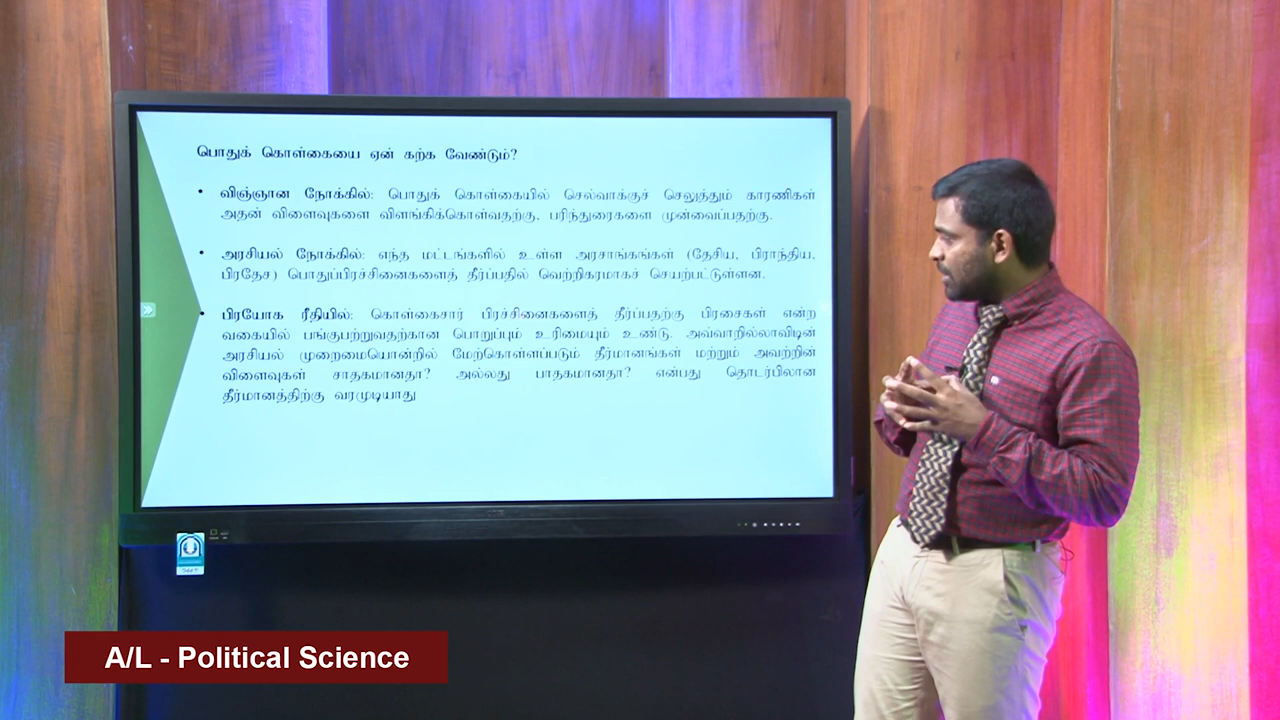 பொதுக் கொள்கையை ஏன் கற்க வேண்டும்?
• விஞ்ஞான நோக்கில்: பொதுக் கொள்கையில் செல்வாக்குச் செலுத்தும் காரணிகள்
அதன் விளைவுகளை விளங்கிக்கொள்வதற்கு, பரிந்துரைகளை முன்வைப்பதற்கு.
• அரசியல் நோக்கில்: எந்த மட்டங்களில் உள்ள அரசாங்கங்கள் (தேசிய, பிராந்திய,
பிரதேச) பொதுப்பிரச்சினைகளைத் தீர்ப்பதில் வெற்றிகரமாகச் செயற்பட்டுள்ளன.
• பிரயோக ரீதியில்: கொள்கைசார் பிரச்சினைகளைத் தீர்ப்பதற்கு பிரசைகள் என்ற
வகையில் பங்குபற்றுவதற்கான பொறுப்பும் உரிமையும் உண்டு. அவ்வாறில்லாவிடின்
அரசியல் முறைமையொன்றில் மேற்கொள்ளப்படும் தீர்மானங்கள் மற்றும் அவற்றின்
விளைவுகள் சாதகமானதா? அல்லது பாதகமானதா? என்பது தொடர்பிலான
தீர்மானத்திற்கு வரமுடியாது
A/L - Political Science